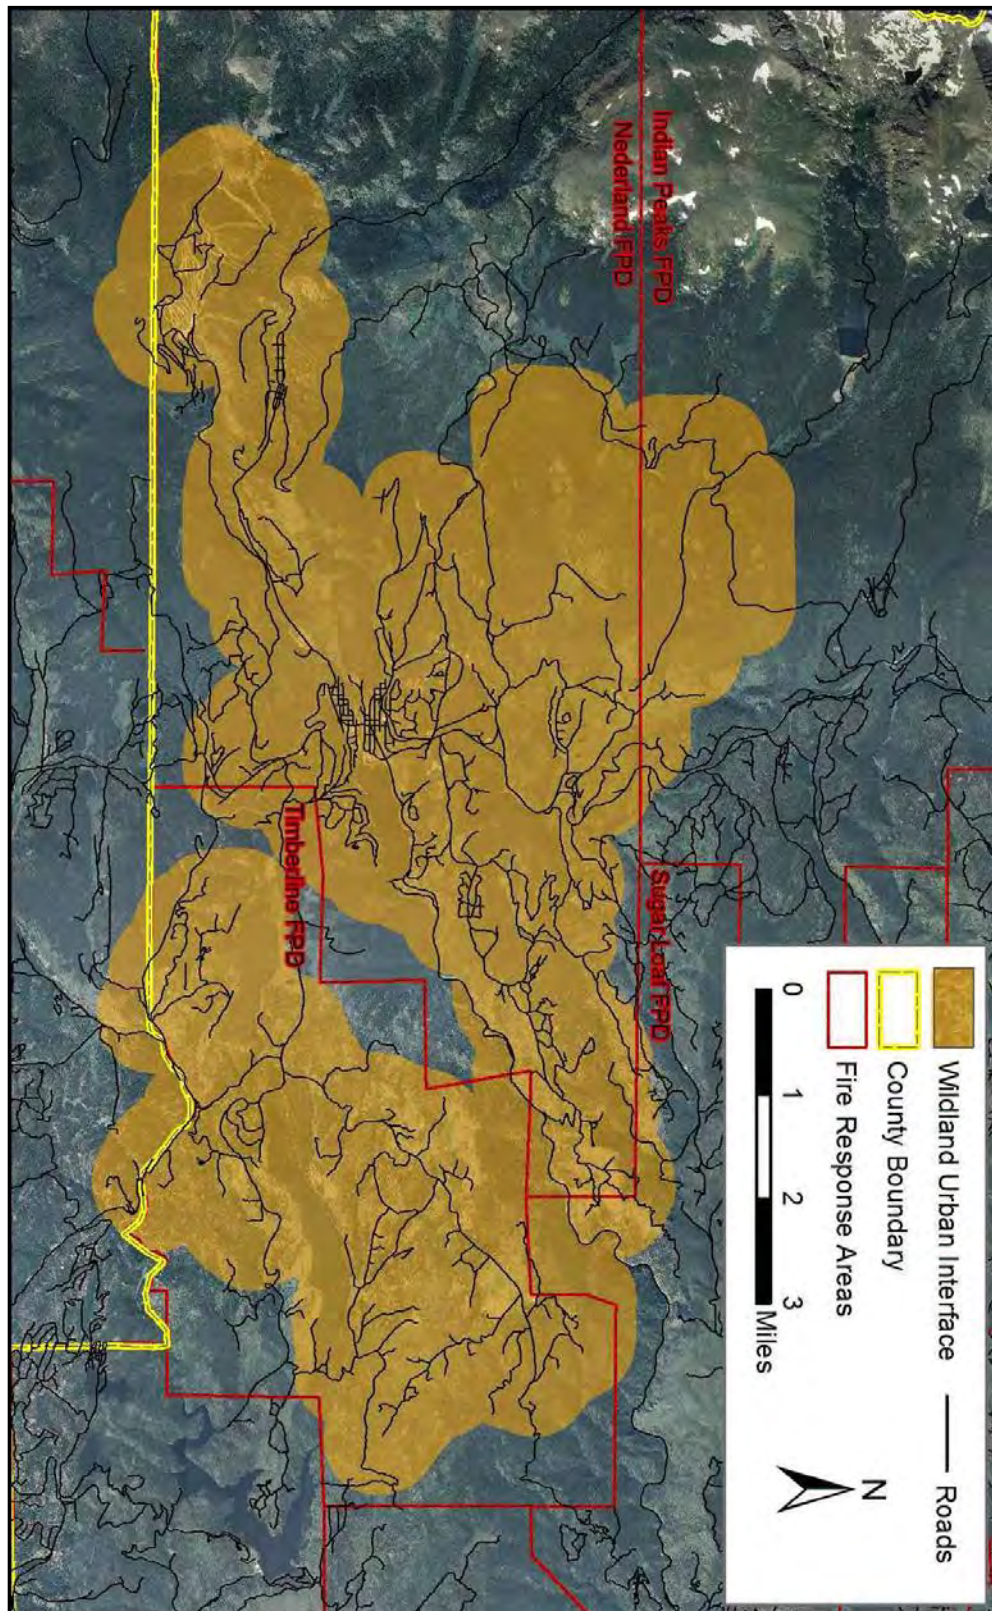 Indian Peaks FPD
Nederland FPD
Sugar Loaf FPD
Timberline FPD
Wildland Urban Interface
Roads
County Boundary
Fire Response Areas
0 1 2 3
Miles
N